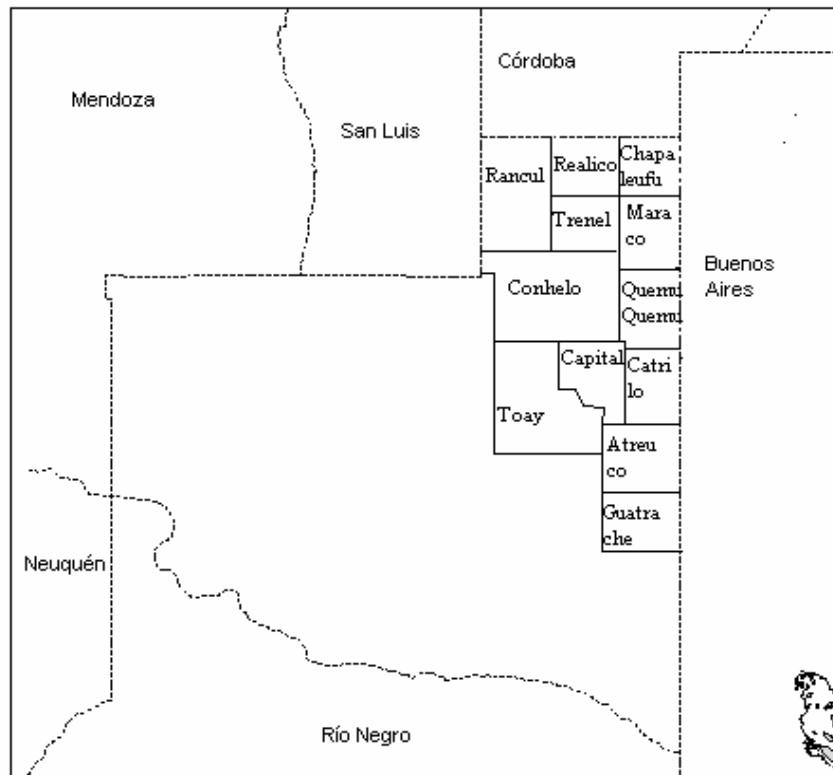 Córdoba
Mendoza
San Luis
Rancul
Realico
Chapa
leufu
Trenel
Mara
co
Buenos
Aires
Conhelo
Quemu
Quemu
Capital
Catri
lo
Toay
Atreu
co
Guatra
che
Neuquén
Río Negro